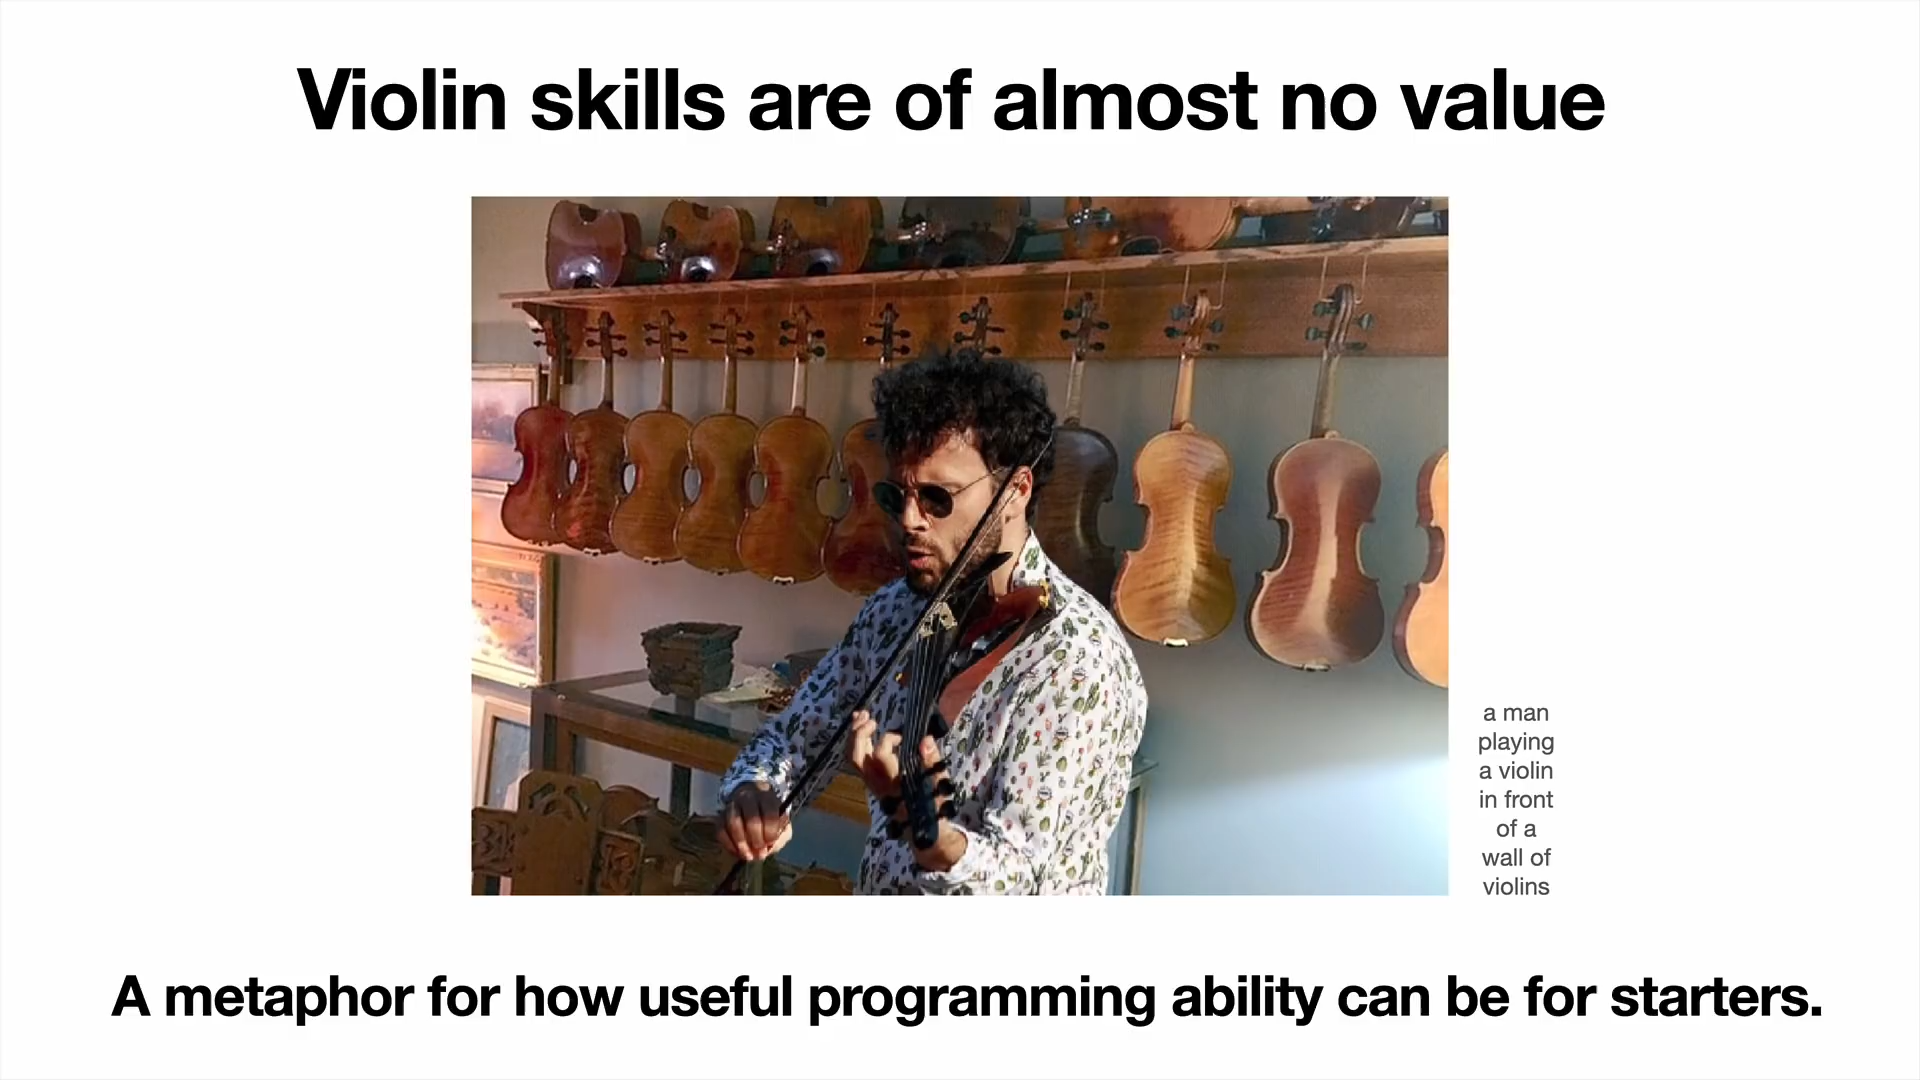 Violin skills are of almost no value
a man
playing
a violin
in front
of a
wall of
violins
A metaphor for how useful programming ability can be for starters.